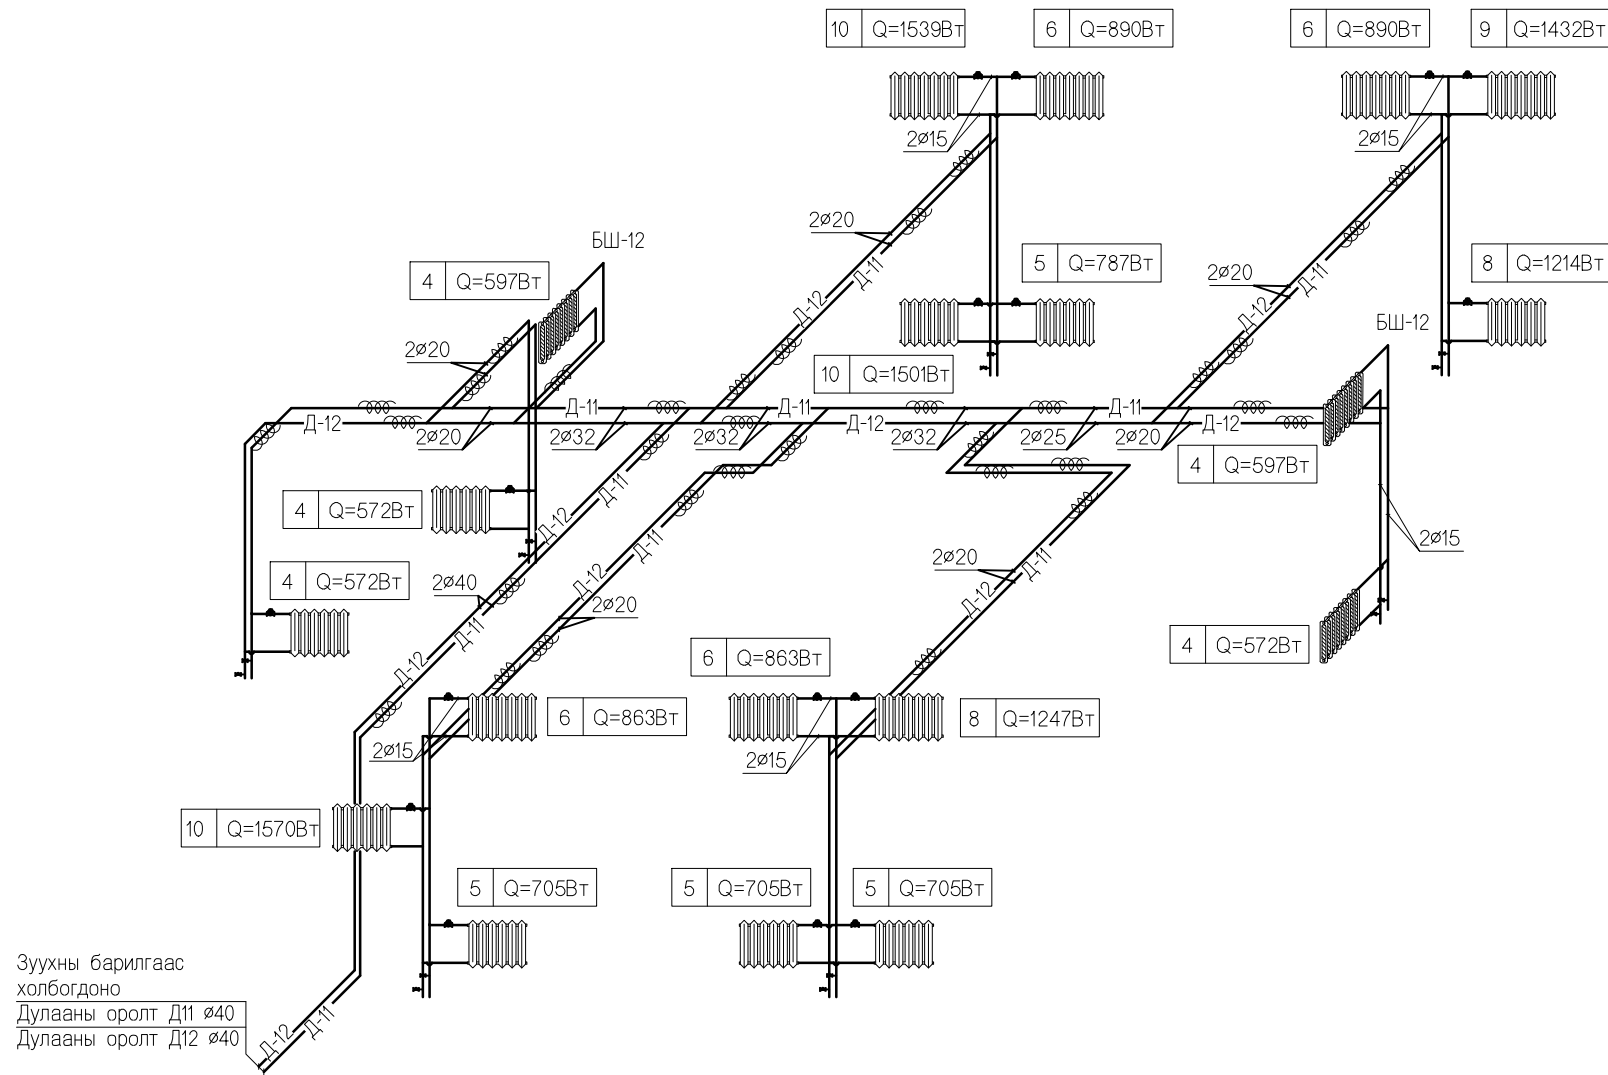 10 Q=1539Вт
6 Q=890Вт
6 Q=890Вт
9 Q=1432Вт
2ø15
2ø15
2ø20
БШ-12
4 Q=597Вт
5 Q=787Вт
8 Q=1214Вт
Д-11
2ø20
Д-11
Д-12
Д-12
БШ-12
2ø20
10 Q=1501Вт
Д-11
Д-11
Д-11
Д-12
Д-12
Д-12
2ø20
2ø32
2ø32
2ø32
2ø25
2ø20
4 Q=597Вт
Д-11
4 Q=572Вт
Д-12
Д-11
2ø15
2ø20
Д-11
4 Q=572Вт
2ø40
Д-12
Д-12
2ø20
Д-11
6 Q=863Вт
4 Q=572Вт
Д-12
6 Q=863Вт
8 Q=1247Вт
2ø15
2ø15
10 Q=1570Вт
5 Q=705Вт
5 Q=705Вт
5 Q=705Вт
Зуухны барилгаас
холбогдоно
Дулааны оролт Д11 ø40
Дулааны оролт Д12 ø40
Д-12
Д-11